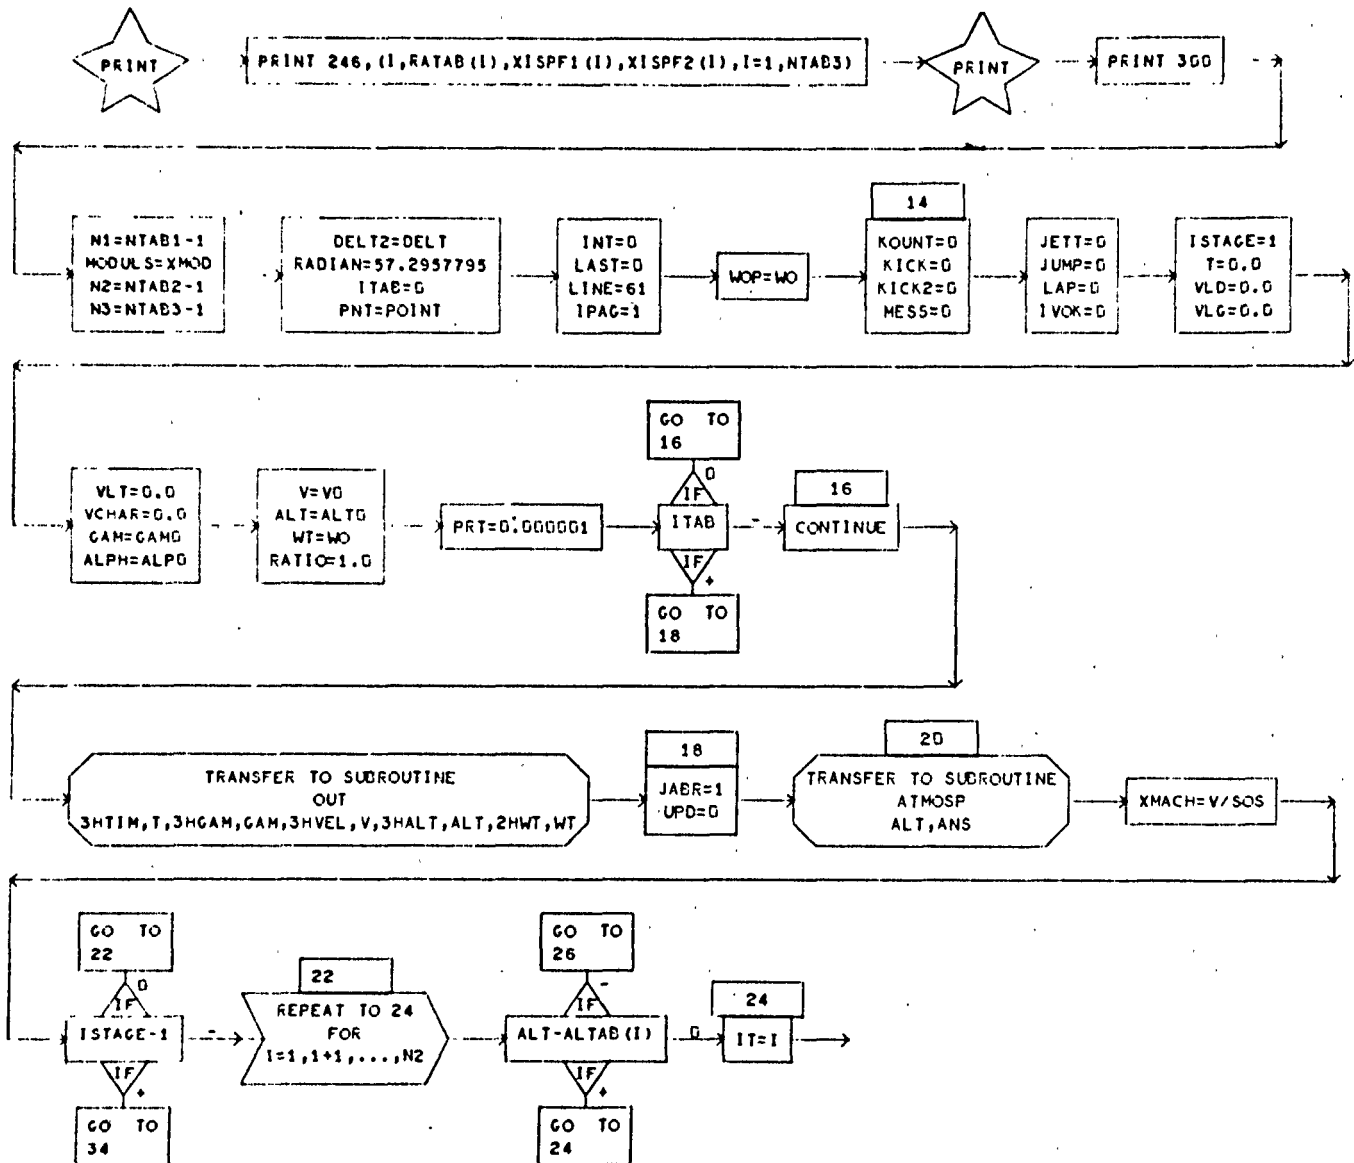 PRINT
PRINT 246,(I,RATAB(I),XISPF1(I),XISPF2(I),I=1,NTAB3)
PRINT
PRINT 300
N1=NTAB1-1
MODULS=XMOD
N2=NTAB2-1
N3=NTAB3-1
DELT2=DELT
RADIAN=57.2957795
ITAB=0
PNT=POINT
INT=0
LAST=0
LINE=61
IPAG=1
WOP=WO
14
KOUNT=0
KICK=0
KICK2=0
MESS=0
JETT=0
JUMP=0
LAP=0
IVOK=0
ISTAGE=1
T=0.0
VLD=0.0
VLG=0.0
VLT=0.0
VCHAR=0.0
GAM=GAM0
ALPH=ALP0
V=V0
ALT=ALT0
WT=WO
RATIO=1.0
PRT=0.000001
GO TO
16
0
IF
ITAB
-
IF
+
GO TO
18
16
CONTINUE
TRANSFER TO SUBROUTINE
OUT
3HTIM,T,3HGAM,GAM,3HVEL,V,3HALT,ALT,2HWT,WT
18
JABR=1
UPD=0
20
TRANSFER TO SUBROUTINE
ATMOSP
ALT,ANS
XMACH=V/SOS
GO TO
22
0
IF
ISTAGE-1
-
IF
+
GO TO
34
22
REPEAT TO 24
FOR
I=1,1+1,...,N2
GO TO
26
-
IF
ALT-ALTAB(I)
0
IF
+
GO TO
24
24
IT=I